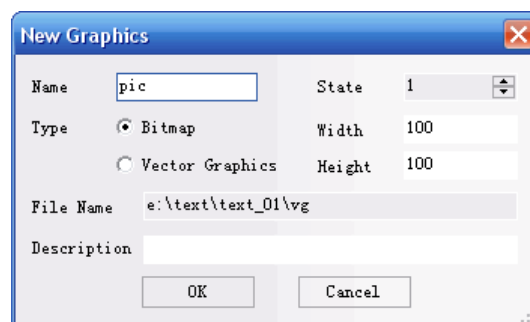 New Graphics
Name pic State 1
Type Bitmap Width 100
Vector Graphics Height 100
File Name e:\text\text_01\vg
Description
OK Cancel